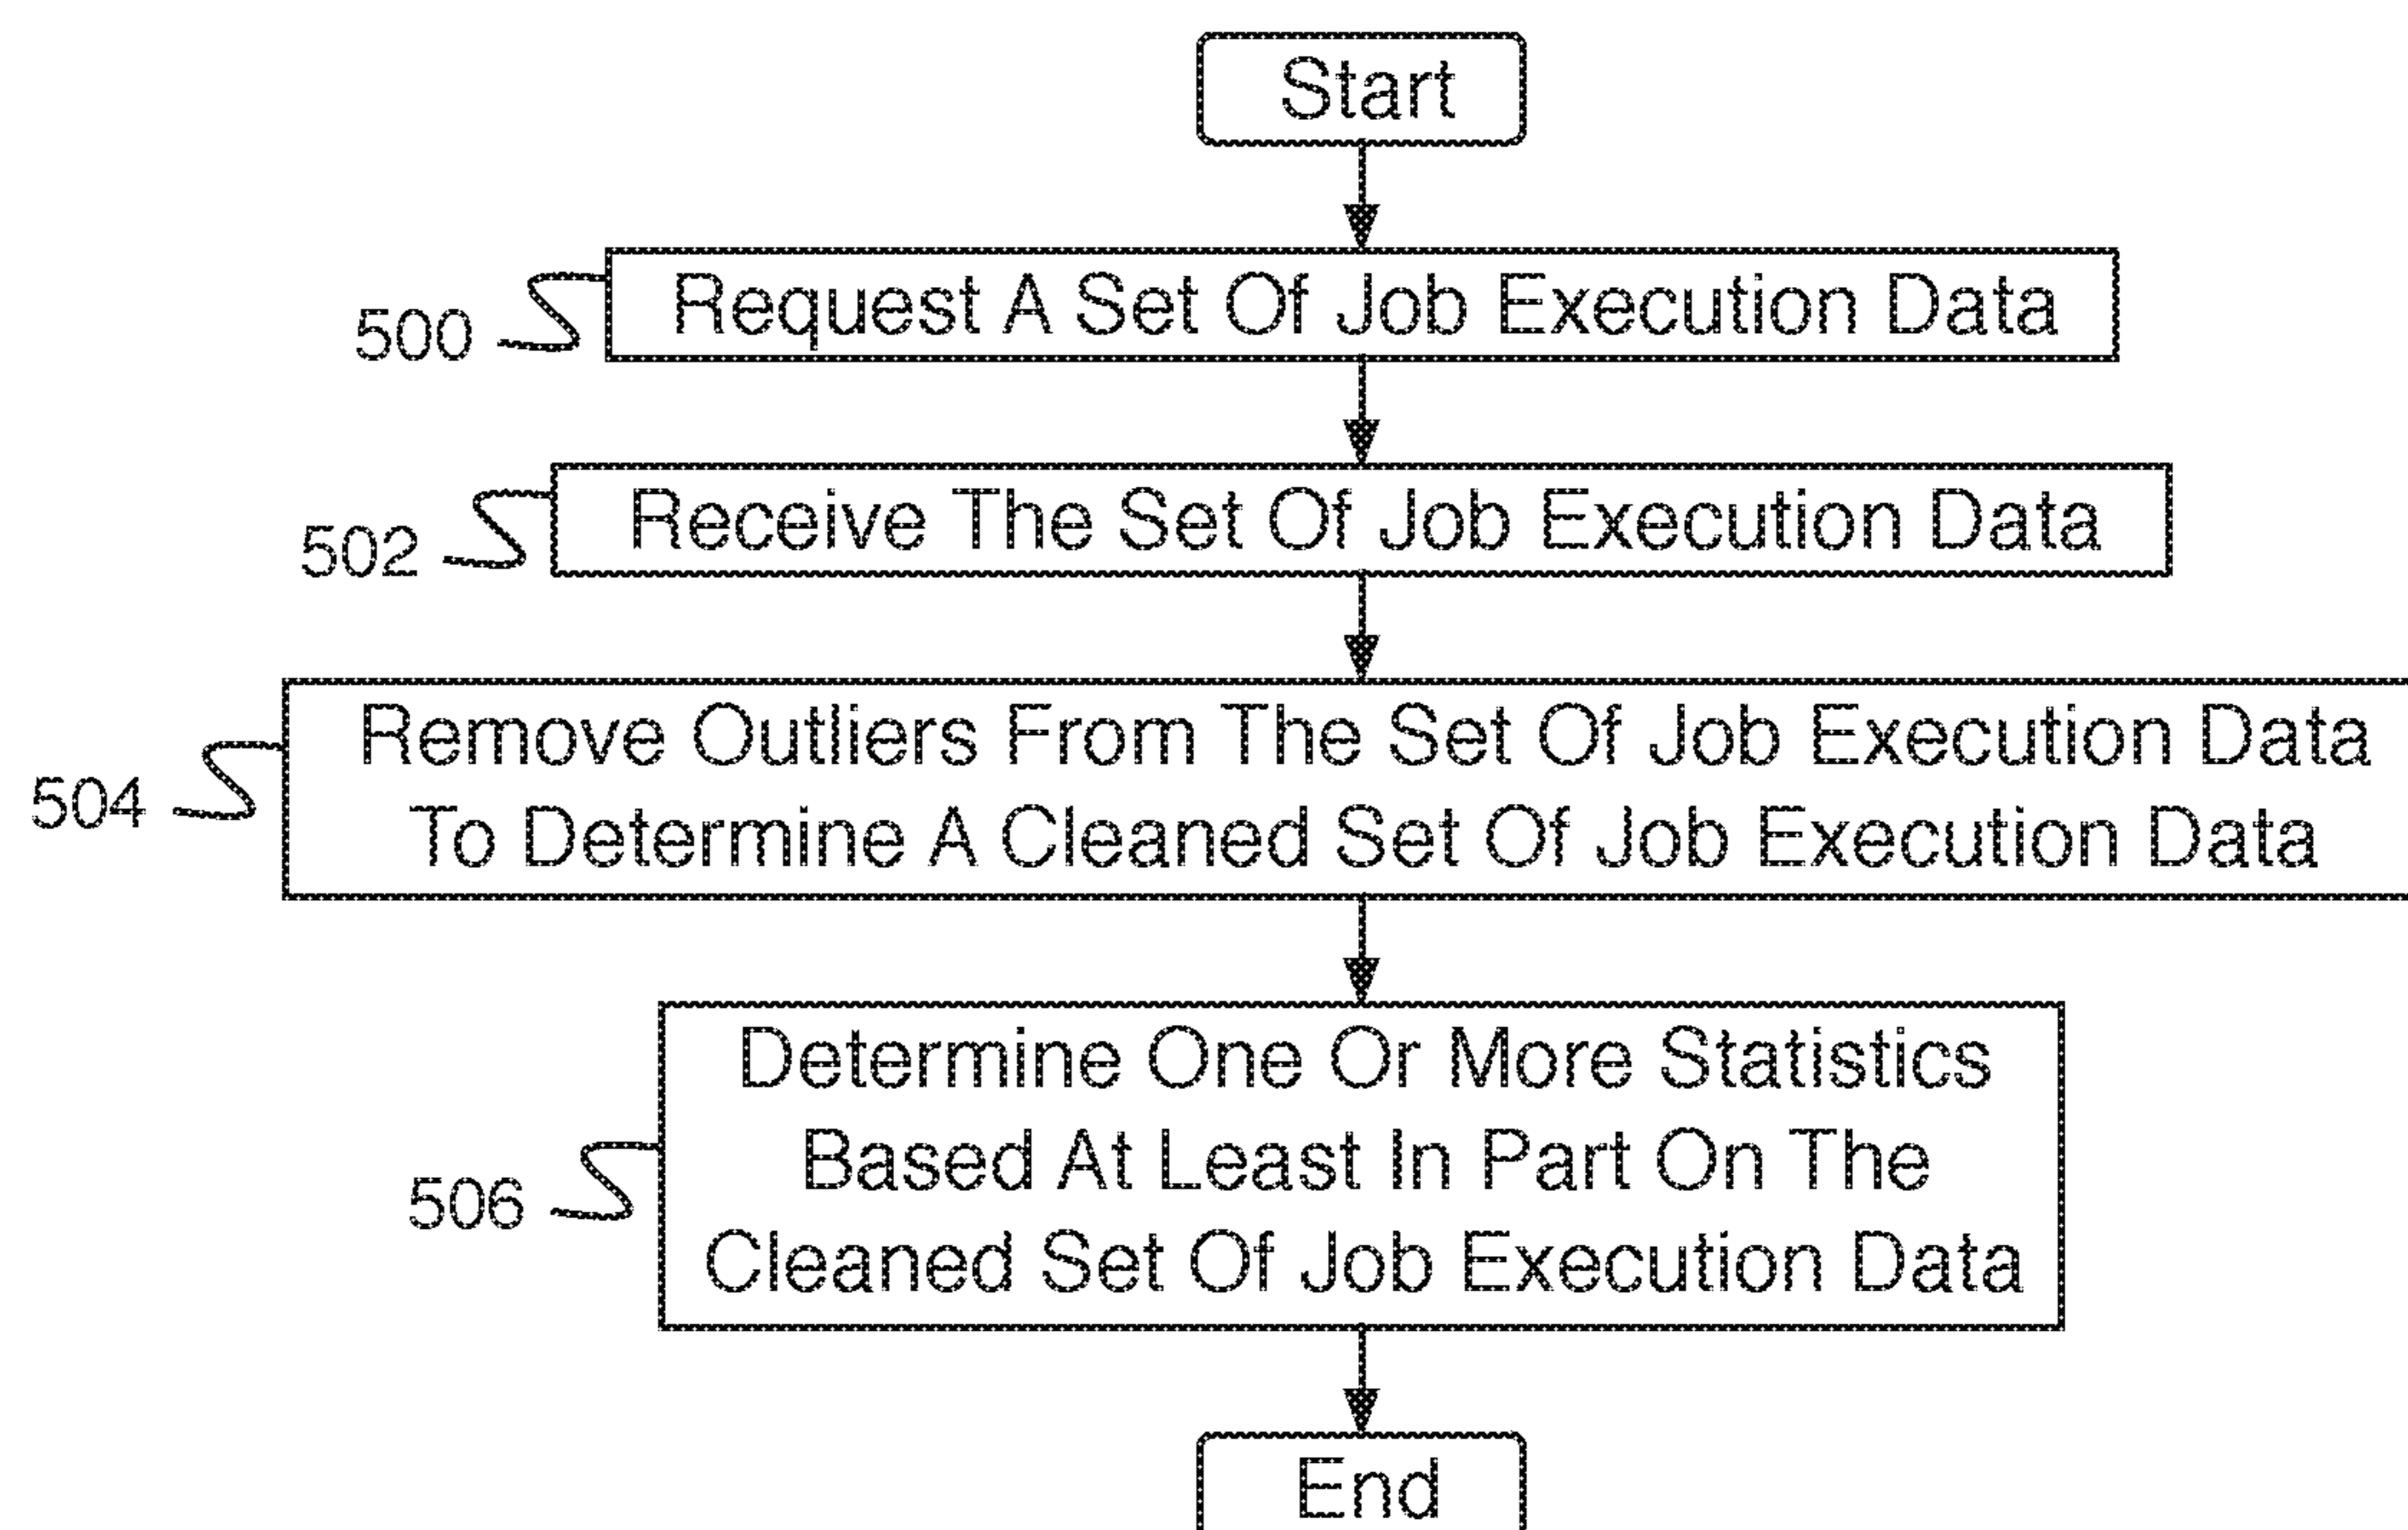 Start
500
Request A Set Of Job Execution Data
502
Receive The Set Of Job Execution Data
504
Remove Outliers From The Set Of Job Execution Data
To Determine A Cleaned Set Of Job Execution Data
506
Determine One Or More Statistics
Based At Least In Part On The
Cleaned Set Of Job Execution Data
End